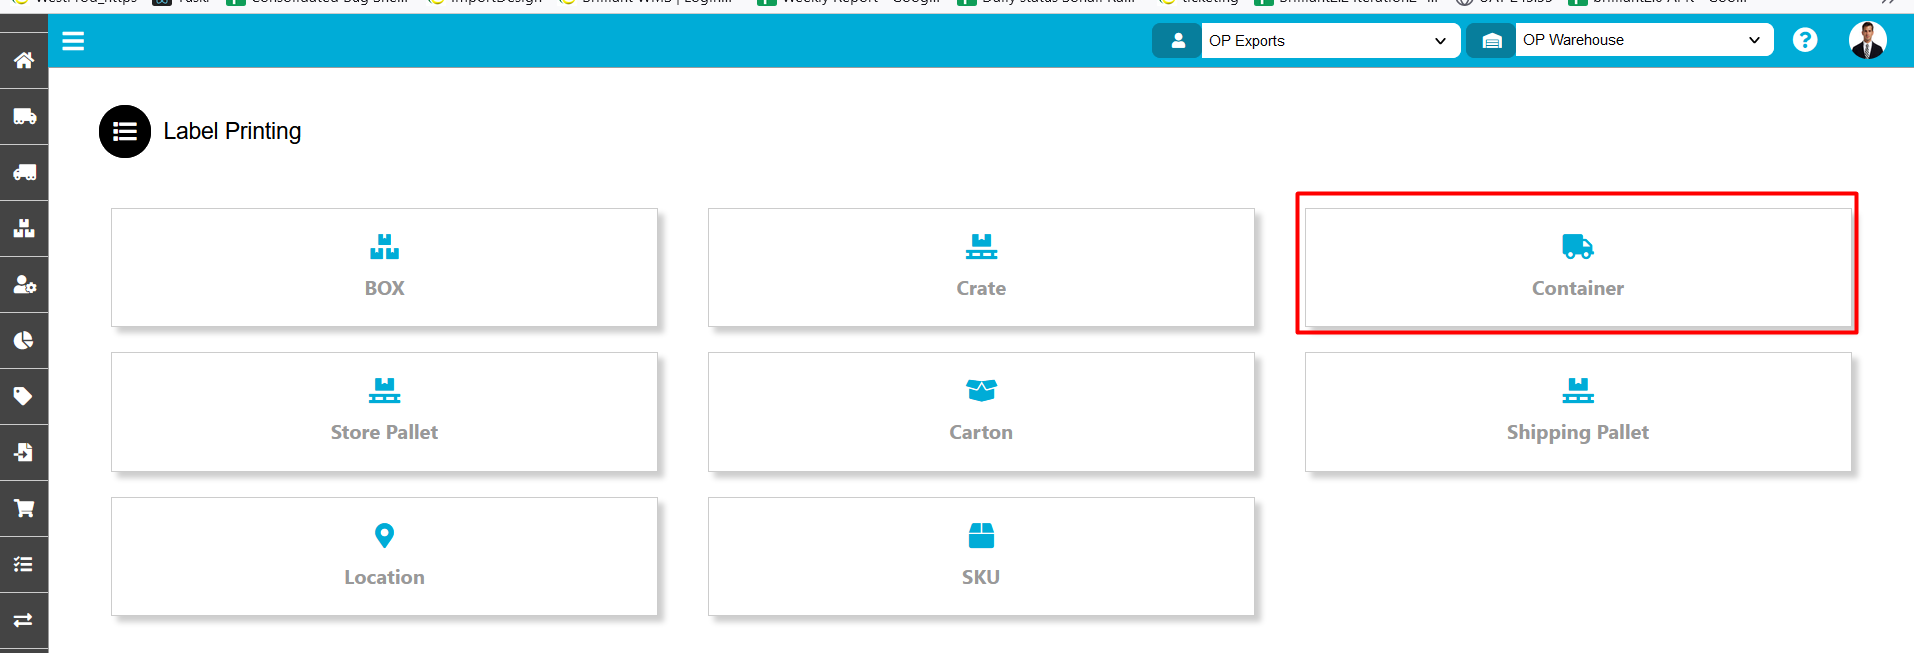 OP Exports
OP Warehouse
Label Printing
BOX
Crate
Container
Store Pallet
Carton
Shipping Pallet
Location
SKU